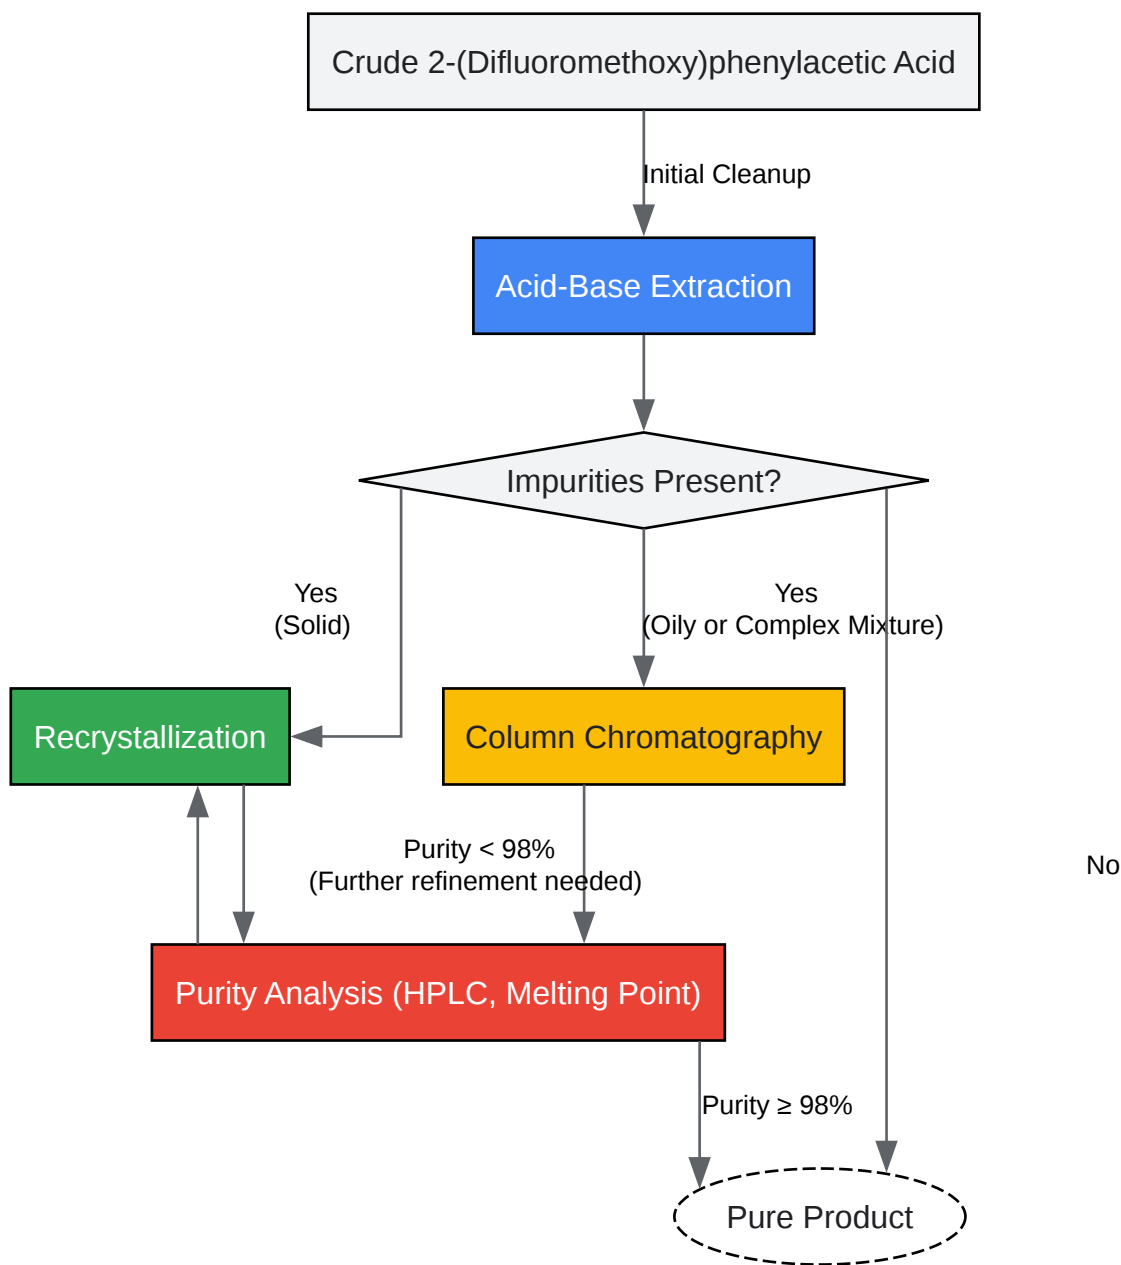 Crude 2-(Difluoromethoxy)phenylacetic Acid
Initial Cleanup
Acid-Base Extraction
Impurities Present?
Yes
(Solid)
Yes
(Oily or Complex Mixture)
Recrystallization
Column Chromatography
Purity < 98%
(Further refinement needed)
No
Purity Analysis (HPLC, Melting Point)
Purity ≥ 98%
Pure Product